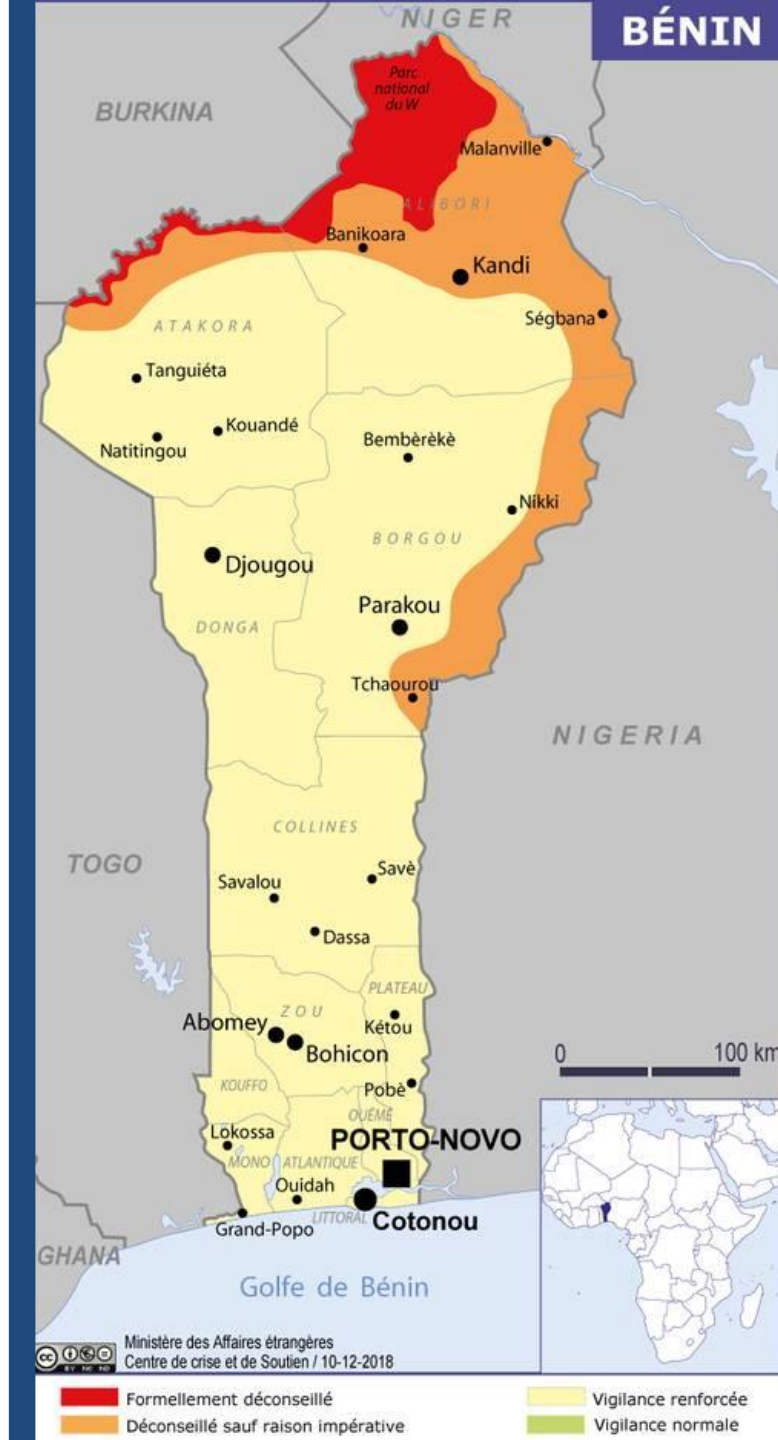 NIGER
BÉNIN
Parc
national
du W
BURKINA
Malanville
ALIBORI
Banikoara
Kandi
Ségbana
ATAKORA
Tanguiéta
Kouandé
Natitingou
Bembèrèkè
Nikki
BORGOU
Djougou
Parakou
DONGA
Tchaourou
NIGERIA
COLLINES
TOGO
Savè
Savalou
Dassa
PLATEAU
ZOU
Abomey
Kétou
Bohicon
0 100 km
KOUFFO
Pobè
OUÉMÉ
Lokossa
PORTO-NOVO
MONO ATLANTIQUE
Ouidah
LITTORAL Cotonou
Grand-Popo
GHANA
Golfe de Bénin
Ministère des Affaires étrangères
cc BY NC ND Centre de crise et de Soutien / 10-12-2018
Formellement déconseillé
Vigilance renforcée
Déconseillé sauf raison impérative
Vigilance normale